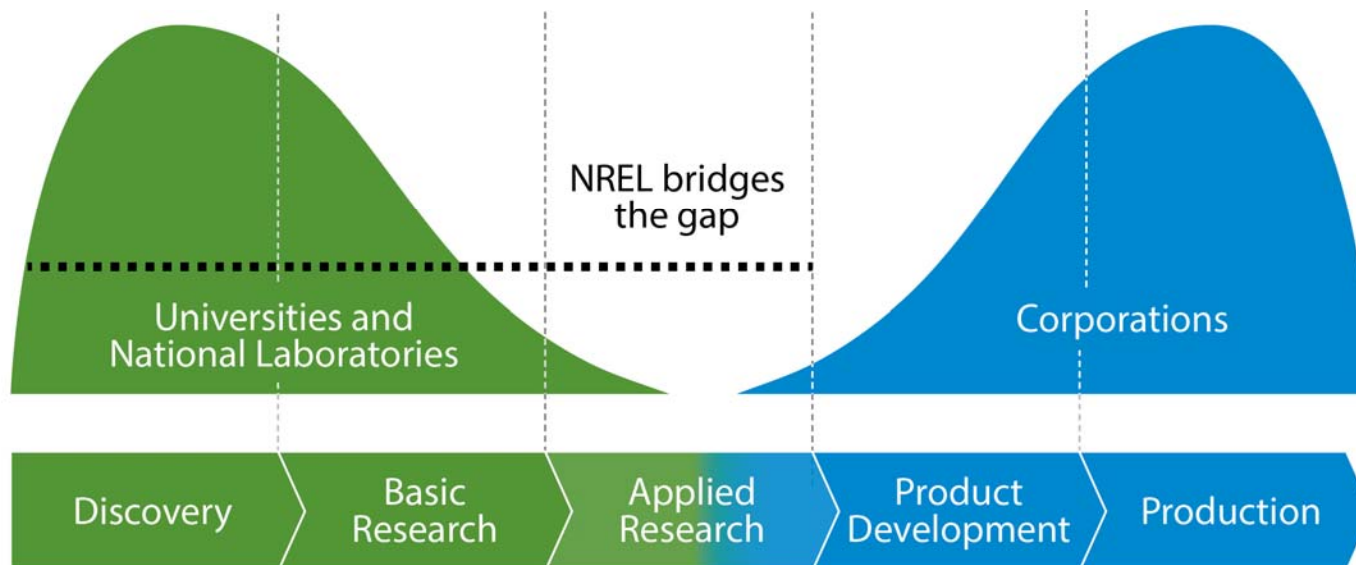 NREL bridges
the gap
Universities and
National Laboratories
Corporations
Discovery
Basic
Research
Applied
Research
Product
Development
Production